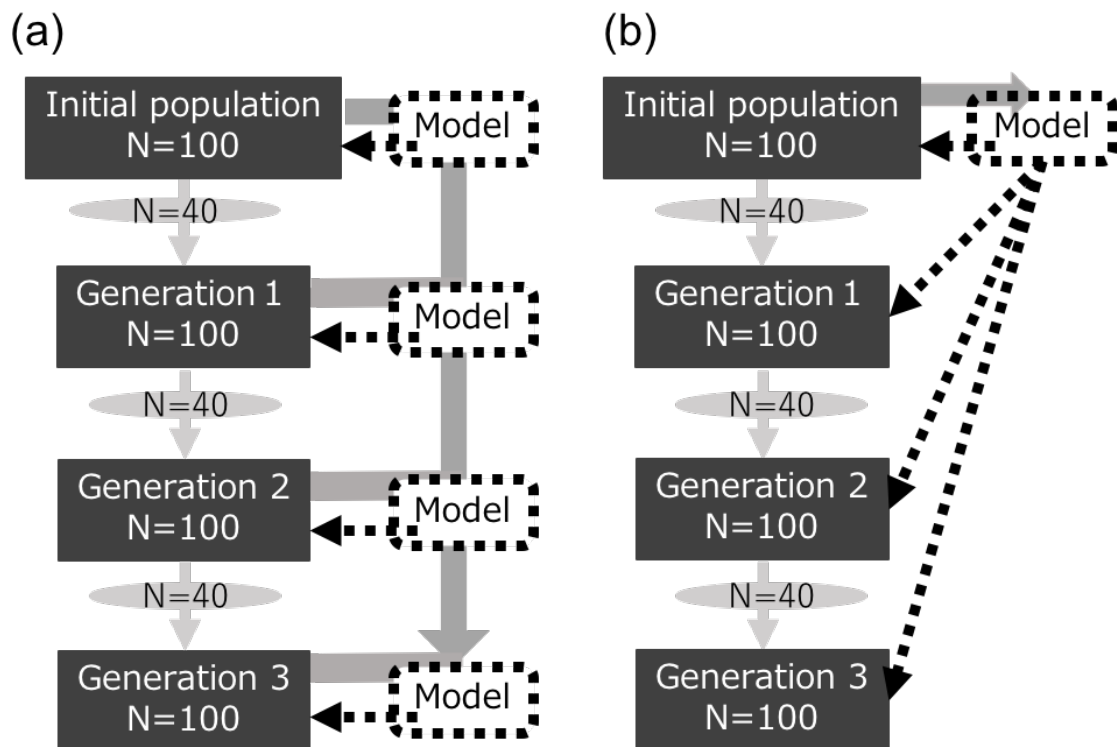 (a)
Initial population
N=100
Model
N=40
Generation 1
N=100
Model
N=40
Generation 2
N=100
Model
N=40
Generation 3
N=100
Model
(b)
Initial population
N=100
Model
N=40
Generation 1
N=100
N=40
Generation 2
N=100
N=40
Generation 3
N=100